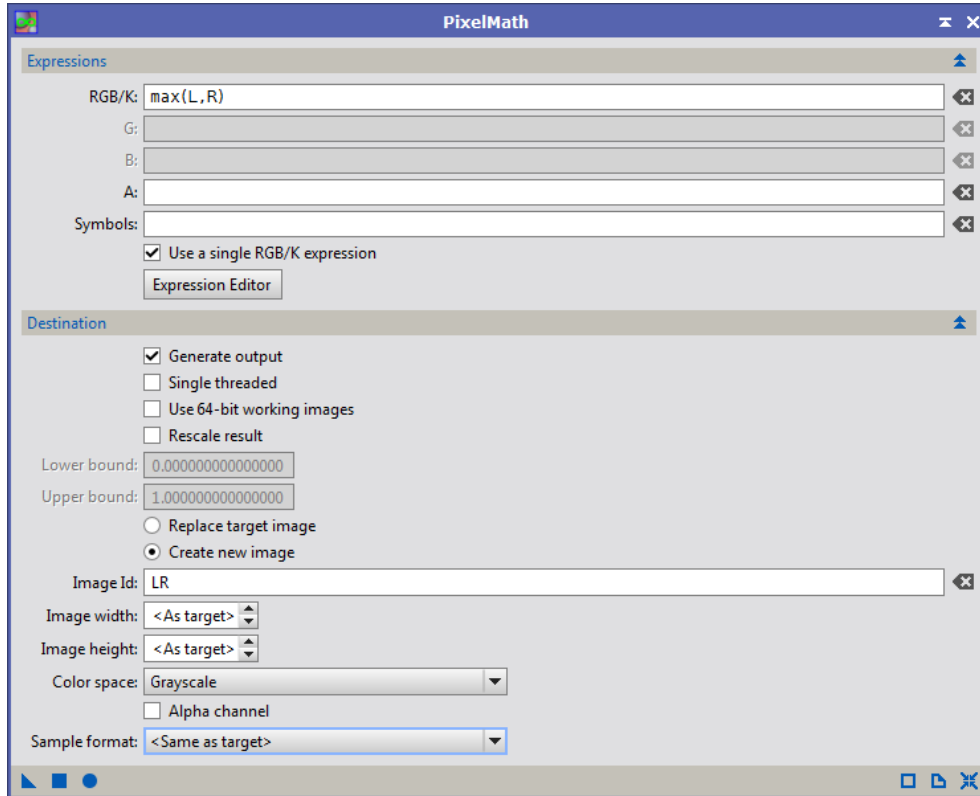 PixelMath
Expressions
RGB/K: max(L,R)
G:
B:
A:
Symbols:
Use a single RGB/K expression
Expression Editor
Destination
Generate output
Single threaded
Use 64-bit working images
Rescale result
Lower bound: 0.000000000000000
Upper bound: 1.000000000000000
Replace target image
Create new image
Image Id: LR
Image width: <As target>
Image height: <As target>
Color space: Grayscale
Alpha channel
Sample format: <Same as target>